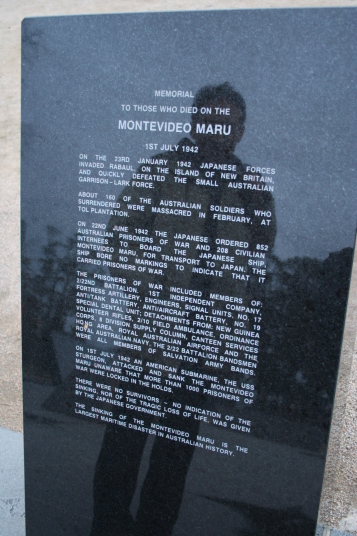 MEMORIAL
TO THOSE WHO DIED ON THE
MONTEVIDEO MARU
1ST JULY 1942
ON THE 23RD JANUARY 1942 JAPANESE FORCES
INVADED RABAUL ON THE ISLAND OF NEW BRITAIN,
AND QUICKLY DEFEATED THE SMALL AUSTRALIAN
GARRISON–LARK FORCE.
ABOUT 160 OF THE AUSTRALIAN SOLDIERS WHO
SURRENDERED WERE MASSACRED IN FEBRUARY, AT
TOL PLANTATION.
ON 22ND JUNE 1942 THE JAPANESE ORDERED 852
AUSTRALIAN PRISONERS OF WAR AND 208 CIVILIAN
INTERNEES TO BOARD THE JAPANESE SHIP,
MONTEVIDEO MARU, FOR TRANSPORT TO JAPAN. THE
SHIP BORE NO MARKINGS TO INDICATE THAT IT
CARRIED PRISONERS OF WAR.
THE PRISONERS OF WAR INCLUDED MEMBERS OF:
2/22ND BATTALION, 1ST INDEPENDENT COMPANY,
FORTRESS ARTILLERY, ENGINEERS, SIGNAL UNITS, NO. 17
ANTI/TANK BATTERY, ANTI/AIRCRAFT BATTERY, NO. 19
SPECIAL DENTAL UNIT; DETACHMENTS FROM: NEW GUINEA
VOLUNTEER RIFLES, 2/10 FIELD AMBULANCE, ORDINANCE
CORPS, 8 DIVISION SUPPLY COLUMN, CANTEEN SERVICES
HQ NG AREA, ROYAL AUSTRALIAN AIRFORCE AND THE
ROYAL AUSTRALIAN NAVY. THE 2/22 BATTALION BANDSMEN
WERE ALL MEMBERS OF SALVATION ARMY BANDS.
ON 1ST JULY 1942 AN AMERICAN SUBMARINE, THE USS
STURGEON, ATTACKED AND SANK THE MONTEVIDEO
MARU UNAWARE THAT MORE THAN 1000 PRISONERS OF
WAR WERE LOCKED IN THE HOLDS.
THERE WERE NO SURVIVORS – NO INDICATION OF THE
SINKING, NOR OF THE TRAGIC LOSS OF LIFE, WAS GIVEN
BY THE JAPANESE GOVERNMENT.
THE SINKING OF THE MONTEVIDEO MARU IS THE
LARGEST MARITIME DISASTER IN AUSTRALIAN HISTORY.